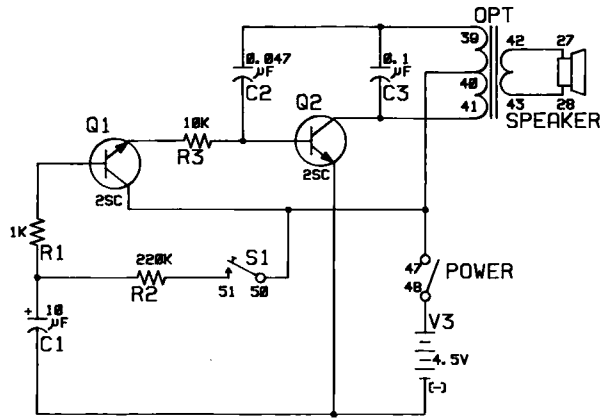 OPT
39
42
27
0.047
µF
C2
0.1
µF
C3
40
41
43
28
SPEAKER
Q1
10K
R3
Q2
2SC
2SC
1K
R1
220K
R2
S1
51
50
47
48
POWER
+
10
µF
C1
V3
4.5V
(-)